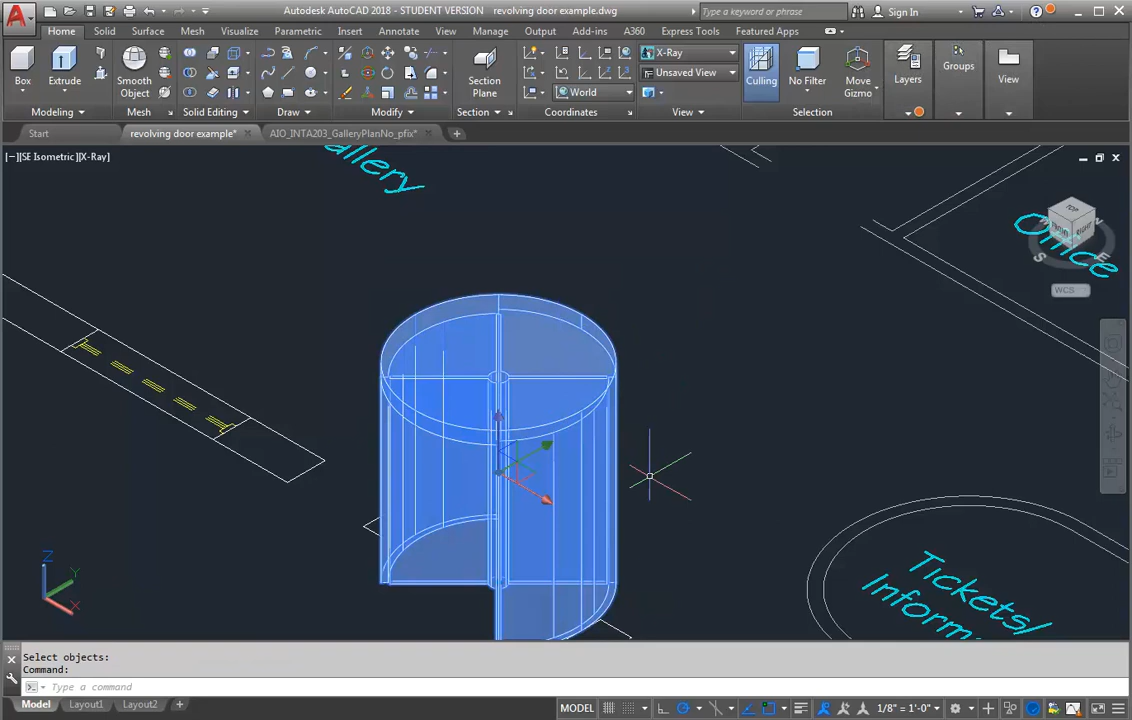 Autodesk AutoCAD 2018 - STUDENT VERSION revolving door example.dwg
Type a keyword or phrase
Sign In
Home Solid Surface Mesh Visualize Parametric Insert Annotate View Manage Output Add-ins A360 Express Tools Featured Apps
Box
Extrude
Smooth
Object
Section
Plane
X-Ray
Unsaved View
World
Culling
No Filter
Move
Gizmo
Layers
Groups
View
Modeling
Mesh
Solid Editing
Draw
Modify
Section
Coordinates
View
Selection
Start
revolving door example*
AIO_INTA203_GalleryPlanNo_pfix*
[−][SE Isometric][X-Ray]
TOP
RIGHT
N
S
E
WCS
Office
Tickets/
Z
Y
X
Select objects:
Command:
Type a command
Model Layout1 Layout2
MODEL
1/8" = 1'-0"